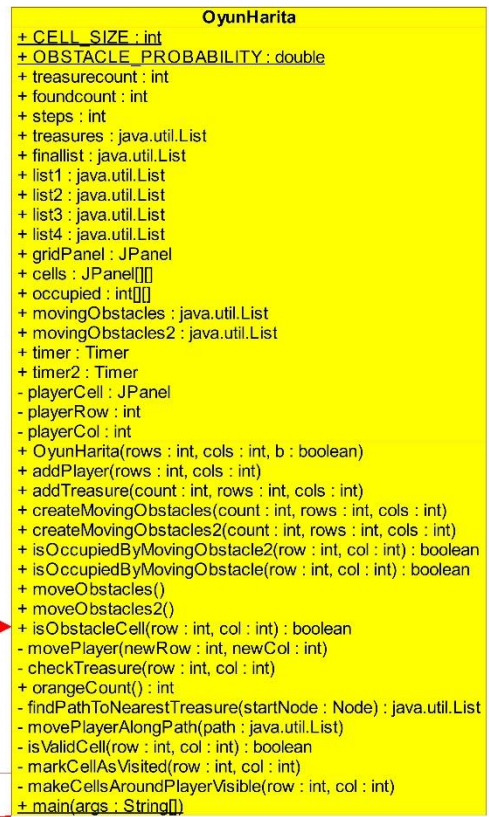 OyunHarita
+ CELL_SIZE : int
+ OBSTACLE_PROBABILITY : double
+ treasurecount : int
+ foundcount : int
+ steps : int
+ treasures : java.util.List
+ finallist : java.util.List
+ list1 : java.util.List
+ list2 : java.util.List
+ list3 : java.util.List
+ list4 : java.util.List
+ gridPanel : JPanel
+ cells : JPanel[][]
+ occupied : int[][]
+ movingObstacles : java.util.List
+ movingObstacles2 : java.util.List
+ timer : Timer
+ timer2 : Timer
- playerCell : JPanel
- playerRow : int
- playerCol : int
+ OyunHarita(rows : int, cols : int, b : boolean)
+ addPlayer(rows : int, cols : int)
+ addTreasure(count : int, rows : int, cols : int)
+ createMovingObstacles(count : int, rows : int, cols : int)
+ createMovingObstacles2(count : int, rows : int, cols : int)
+ isOccupiedByMovingObstacle2(row : int, col : int) : boolean
+ isOccupiedByMovingObstacle(row : int, col : int) : boolean
+ moveObstacles()
+ moveObstacles2()
+ isObstacleCell(row : int, col : int) : boolean
- movePlayer(newRow : int, newCol : int)
- checkTreasure(row : int, col : int)
+ orangeCount() : int
- findPathToNearestTreasure(startNode : Node) : java.util.List
- movePlayerAlongPath(path : java.util.List)
- isValidCell(row : int, col : int) : boolean
- markCellAsVisited(row : int, col : int)
- makeCellsAroundPlayerVisible(row : int, col : int)
+ main(args : String[])